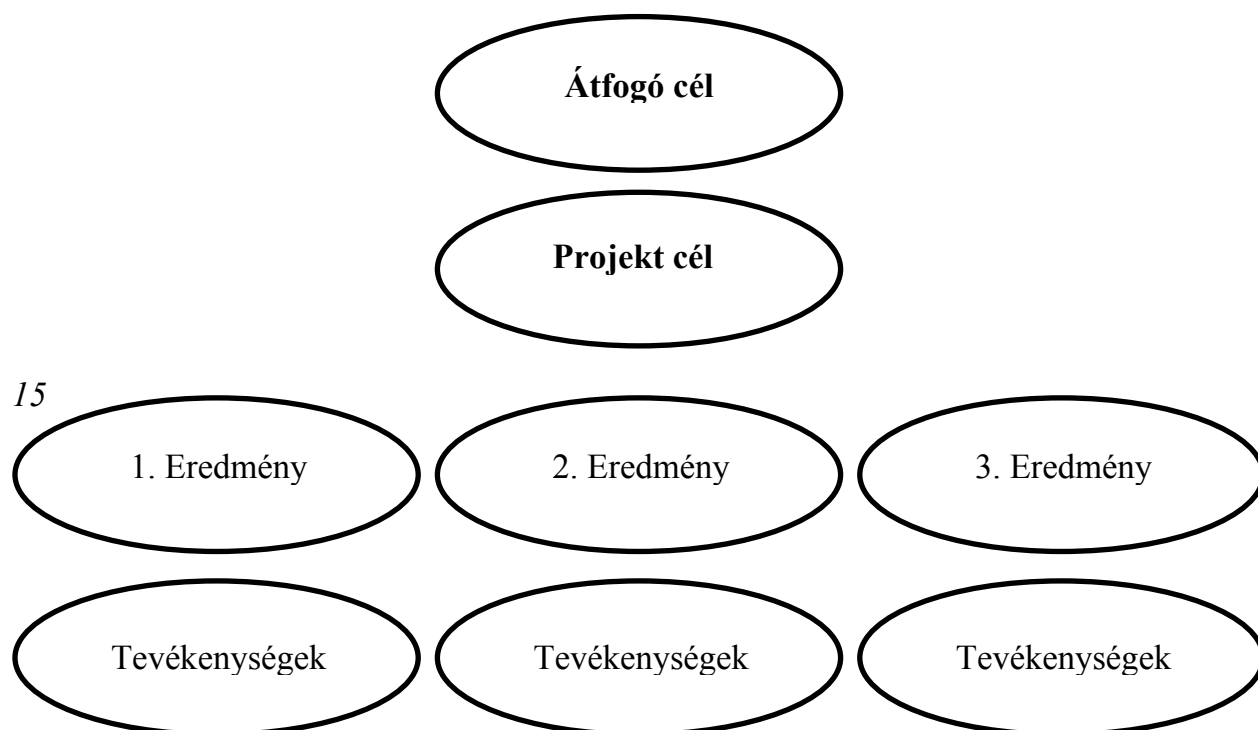 Átfogó cél
Projekt cél
15
1. Eredmény
2. Eredmény
3. Eredmény
Tevékenységek
Tevékenységek
Tevékenységek